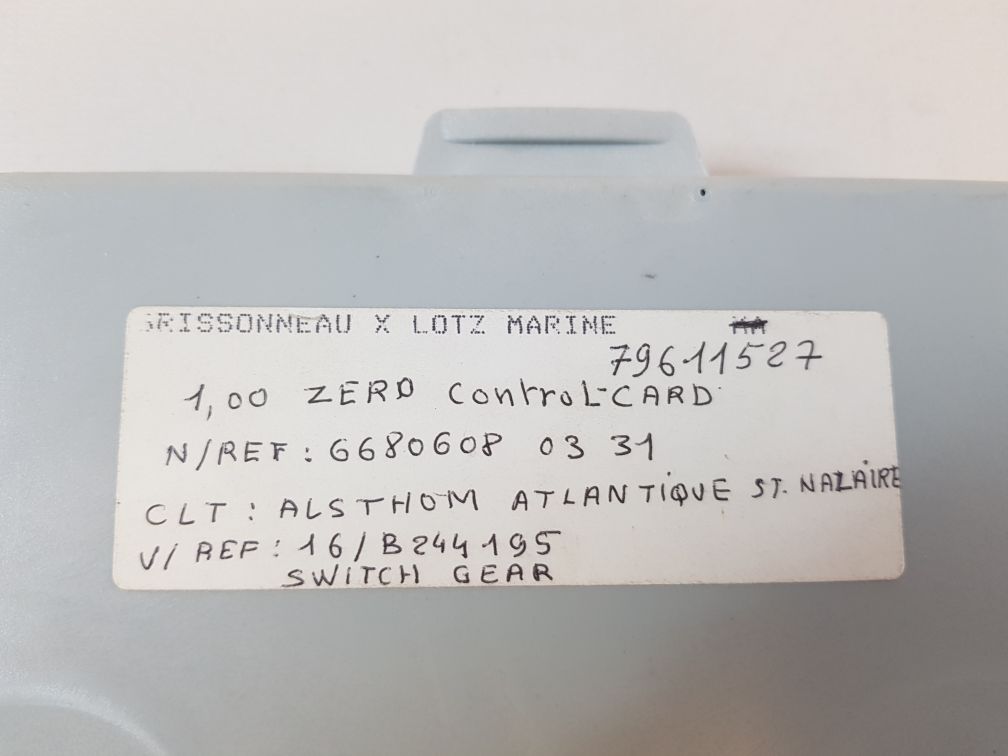 BRISSONNEAU X LOTZ MARINE
79611527
1,00 ZERO CONTROL-CARD
N/REF : 6680608 03 31
CLT : ALSTHOM ATLANTIQUE ST. NAZAIRE
V/REF : 16/B244195
SWITCH GEAR